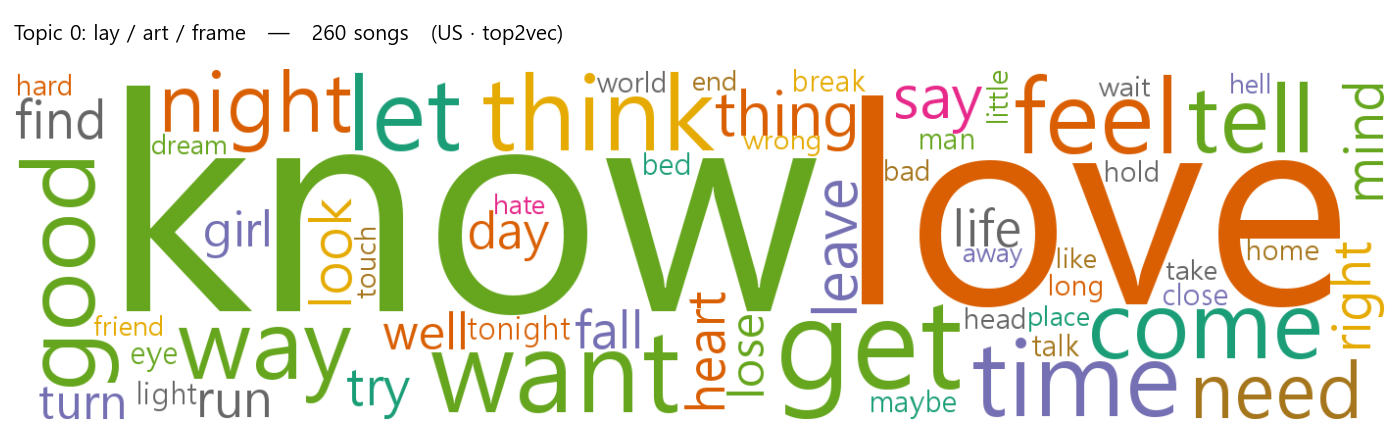 Topic 0: lay / art / frame — 260 songs (US · top2vec)
hard
find
night
let
think
world
end
break
thing
wrong
say
little
man
feel
wait
tell
hell
mind
dream
good
know
love
bed
bad
hold
girl
look
touch
hate
day
leave
life
away
like
long
take
close
home
right
friend
eye
way
well
tonight
fall
heart
lose
get
head
place
talk
come
turn
light
run
try
want
maybe
time
need